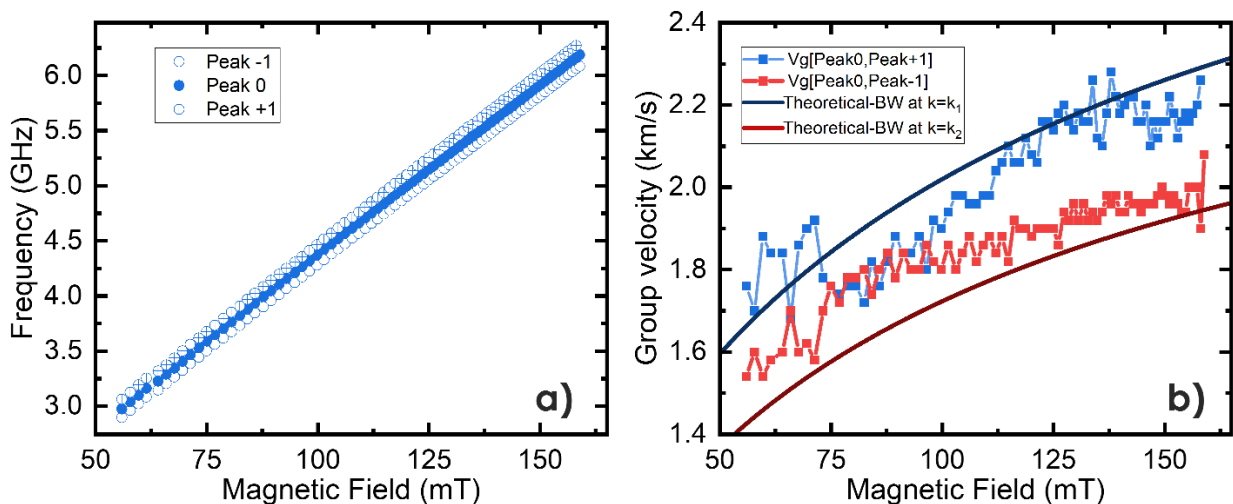 Frequency (GHz)
6.0
5.5
5.0
4.5
4.0
3.5
3.0
Peak -1
Peak 0
Peak +1
a)
50 75 100 125 150
Magnetic Field (mT)
Group velocity (km/s)
2.4
2.2
2.0
1.8
1.6
1.4
Vg[Peak0,Peak+1]
Vg[Peak0,Peak-1]
Theoretical-BW at k=k₁
Theoretical-BW at k=k₂
b)
50 75 100 125 150
Magnetic Field (mT)